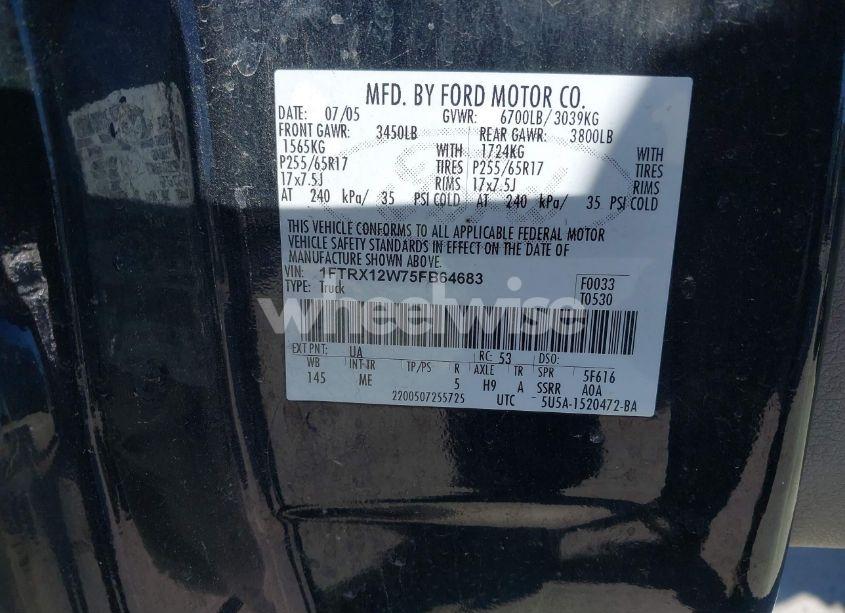 MFD. BY FORD MOTOR CO.
DATE: 07/05 GVWR: 6700LB/3039KG
FRONT GAWR: 3450LB REAR GAWR: 3800LB
1565KG WITH 1724KG WITH
P255/65R17 TIRES P255/65R17 TIRES
17x7.5J RIMS 17x7.5J RIMS
AT 240 kPa/ 35 PSI COLD AT 240 kPa/ 35 PSI COLD
THIS VEHICLE CONFORMS TO ALL APPLICABLE FEDERAL MOTOR
VEHICLE SAFETY STANDARDS IN EFFECT ON THE DATE OF
MANUFACTURE SHOWN ABOVE.
VIN: 1FTRX12W75FB64683 F0033
TYPE: Truck T0530
wheelwise
EXT PNT: UA RC: 53 DSO:
WB INT TR TP/PS R AXLE TR SPR 5F616
145 ME 5 H9 A SSRR A0A
2200507255725 UTC 5U5A-1520472-BA